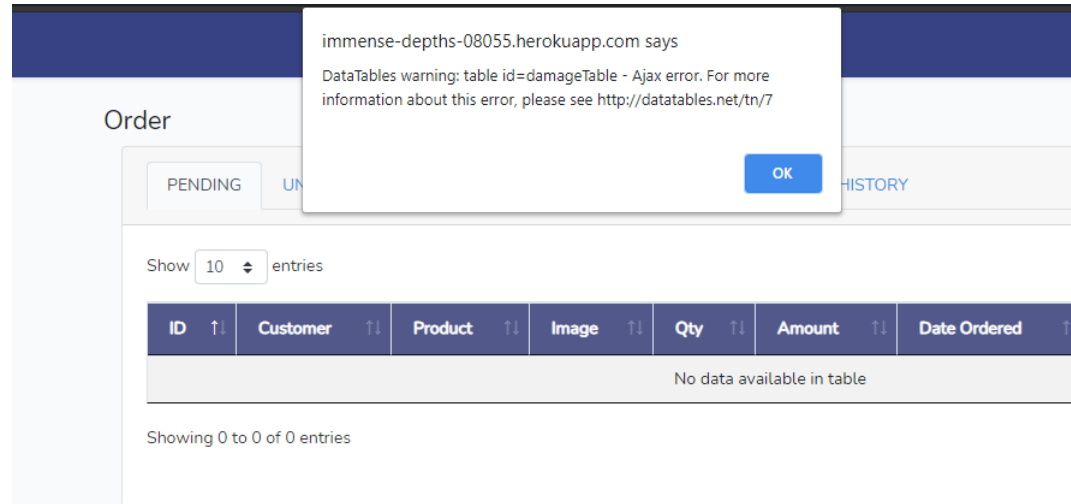 immense-depths-08055.herokuapp.com says
DataTables warning: table id=damageTable - Ajax error. For more
information about this error, please see http://datatables.net/tn/7
OK
Order
PENDING UN HISTORY
Show 10 entries
ID Customer Product Image Qty Amount Date Ordered
No data available in table
Showing 0 to 0 of 0 entries